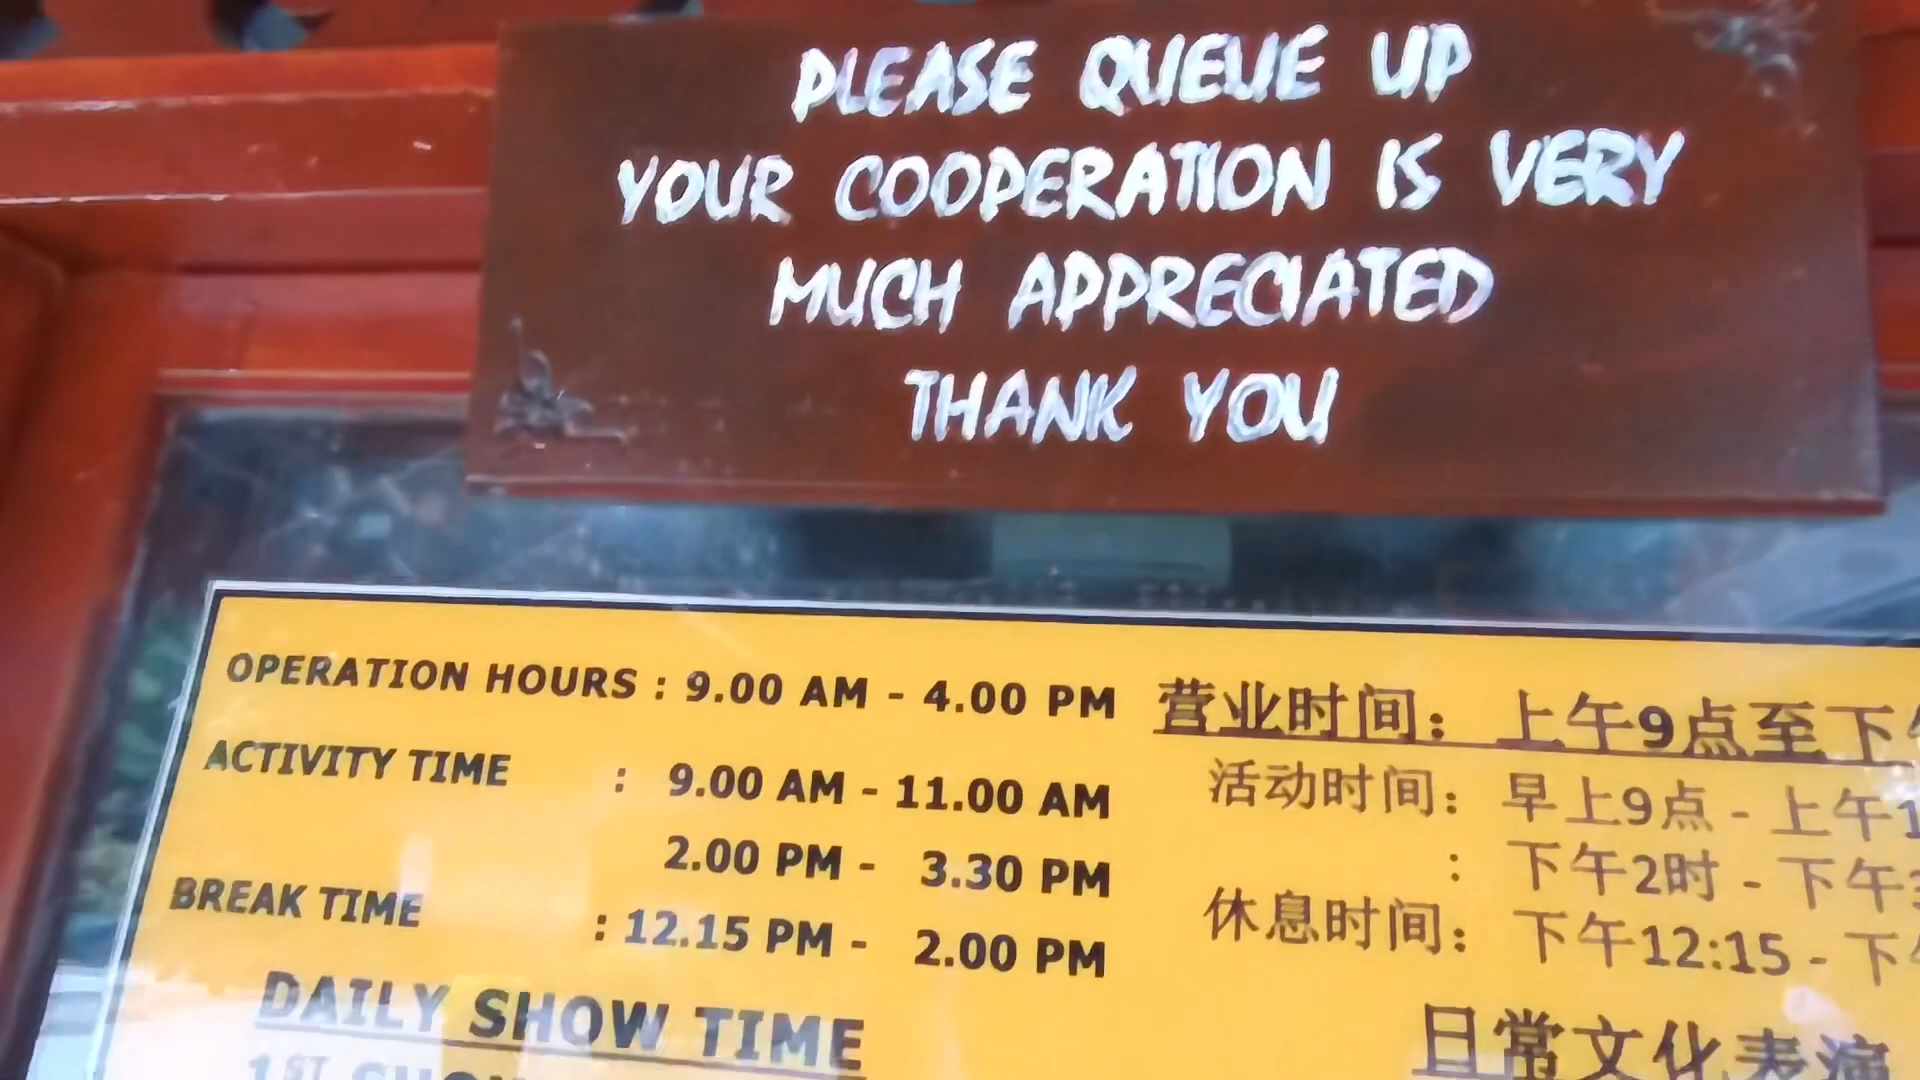 PLEASE QUEUE UP
YOUR COOPERATION IS VERY
MUCH APPRECIATED
THANK YOU
OPERATION HOURS : 9.00 AM - 4.00 PM
ACTIVITY TIME : 9.00 AM - 11.00 AM
2.00 PM - 3.30 PM
BREAK TIME : 12.15 PM - 2.00 PM
DAILY SHOW TIME
1ST SHOW
营业时间: 上午9点至下午
活动时间: 早上9点 - 上午1
: 下午2时 - 下午3
休息时间: 下午12:15 - 下午
日常文化表演